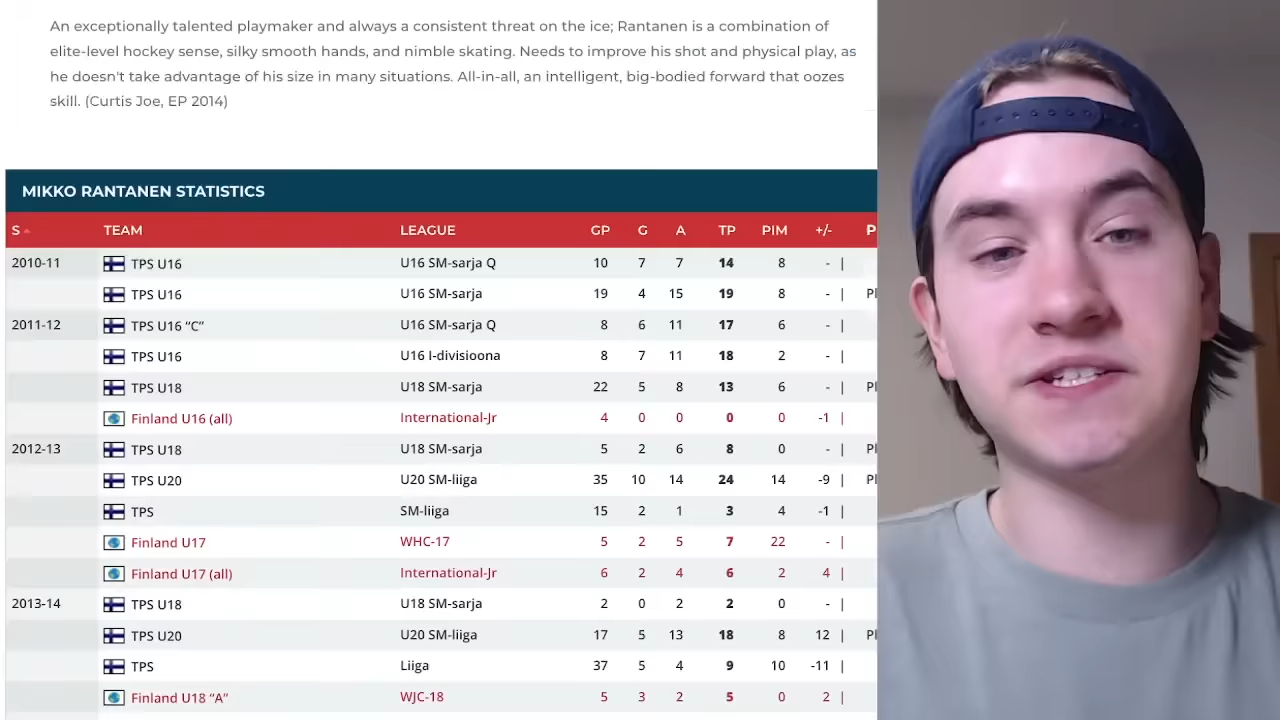 An exceptionally talented playmaker and always a consistent threat on the ice; Rantanen is a combination of
elite-level hockey sense, silky smooth hands, and nimble skating. Needs to improve his shot and physical play, as
he doesn't take advantage of his size in many situations. All-in-all, an intelligent, big-bodied forward that oozes
skill. (Curtis Joe, EP 2014)
MIKKO RANTANEN STATISTICS
S TEAM LEAGUE GP G A TP PIM +/- P
2010-11 TPS U16 U16 SM-sarja Q 10 7 7 14 8 - |
TPS U16 U16 SM-sarja 19 4 15 19 8 - | Pl
2011-12 TPS U16 “C” U16 SM-sarja Q 8 6 11 17 6 - |
TPS U16 U16 I-divisioona 8 7 11 18 2 - |
TPS U18 U18 SM-sarja 22 5 8 13 6 - | Pl
Finland U16 (all) International-Jr 4 0 0 0 0 -1 |
2012-13 TPS U18 U18 SM-sarja 5 2 6 8 0 - | Pl
TPS U20 U20 SM-liiga 35 10 14 24 14 -9 | Pl
TPS SM-liiga 15 2 1 3 4 -1 |
Finland U17 WHC-17 5 2 5 7 22 - |
Finland U17 (all) International-Jr 6 2 4 6 2 4 |
2013-14 TPS U18 U18 SM-sarja 2 0 2 2 0 - |
TPS U20 U20 SM-liiga 17 5 13 18 8 12 | Pl
TPS Liiga 37 5 4 9 10 -11 |
Finland U18 “A” WJC-18 5 3 2 5 0 2 |